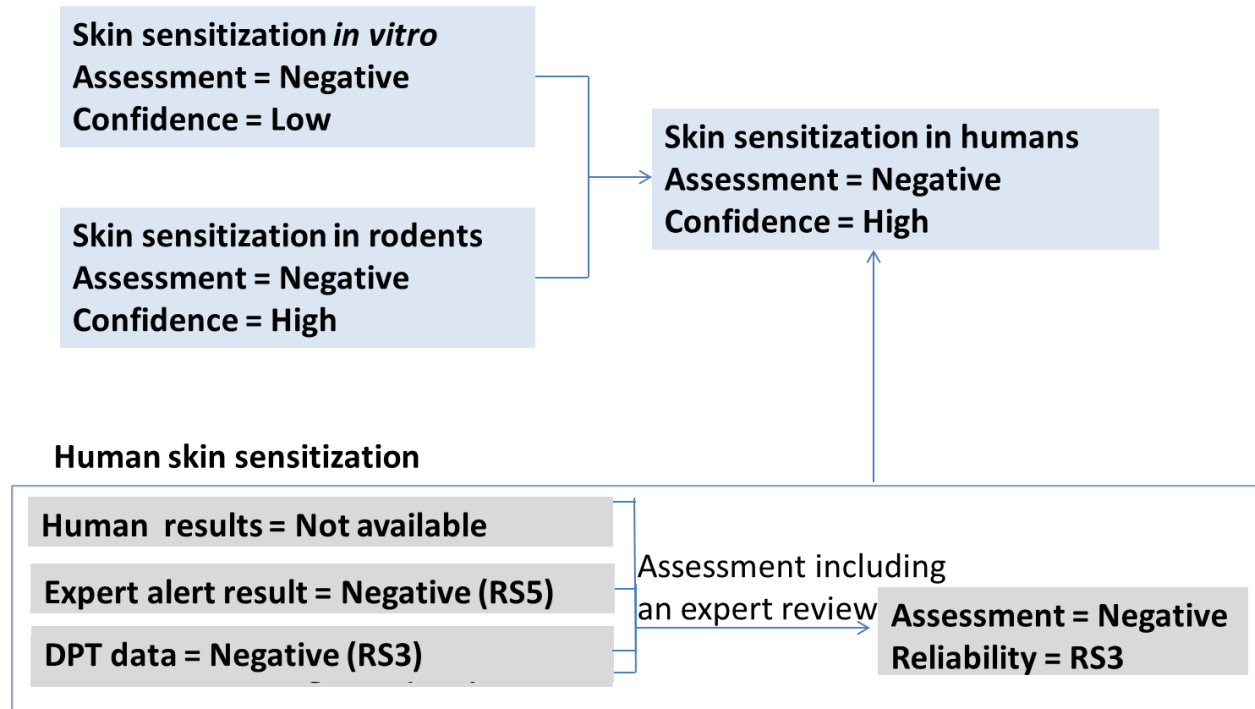 Skin sensitization in vitro
Assessment = Negative
Confidence = Low
Skin sensitization in humans
Assessment = Negative
Confidence = High
Skin sensitization in rodents
Assessment = Negative
Confidence = High
Human skin sensitization
Human results = Not available
Expert alert result = Negative (RS5)
DPT data = Negative (RS3)
Assessment including
an expert review
Assessment = Negative
Reliability = RS3